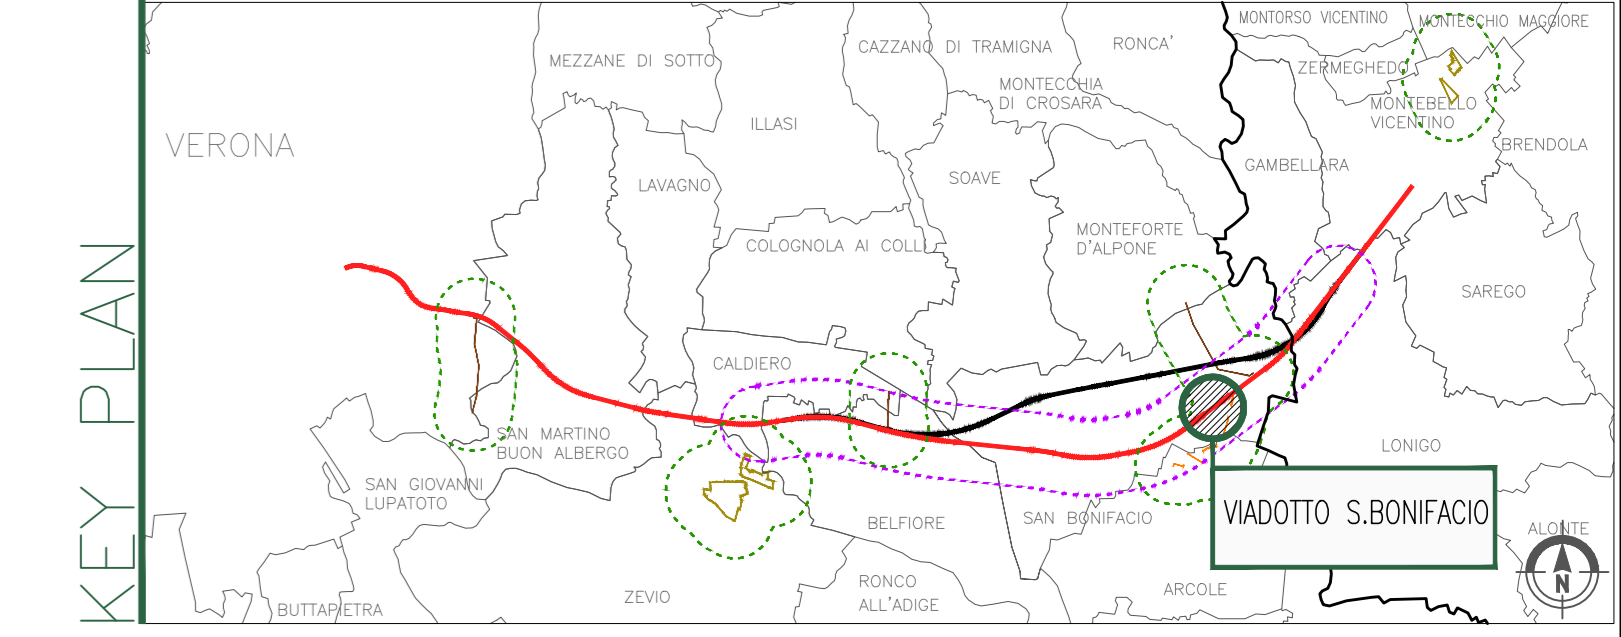 KEY PLAN
MONTORSO VICENTINO
MONTECCHIO MAGGIORE
MEZZANE DI SOTTO
CAZZANO DI TRAMIGNA
RONCA'
ZERMEGHEDO
MONTECCHIA
DI CROSARA
MONTEBELLO
VICENTINO
ILLASI
VERONA
BRENDOLA
GAMBELLARA
LAVAGNO
SOAVE
MONTEFORTE
D'ALPONE
COLOGNOLA AI COLLI
SAREGO
CALDIERO
SAN MARTINO
BUON ALBERGO
LONIGO
SAN GIOVANNI
LUPATOTO
BELFIORE
SAN BONIFACIO
VIADOTTO S.BONIFACIO
ALONTE
RONCO
ALL'ADIGE
ARCOLE
ZEVIO
BUTTAPIETRA
N